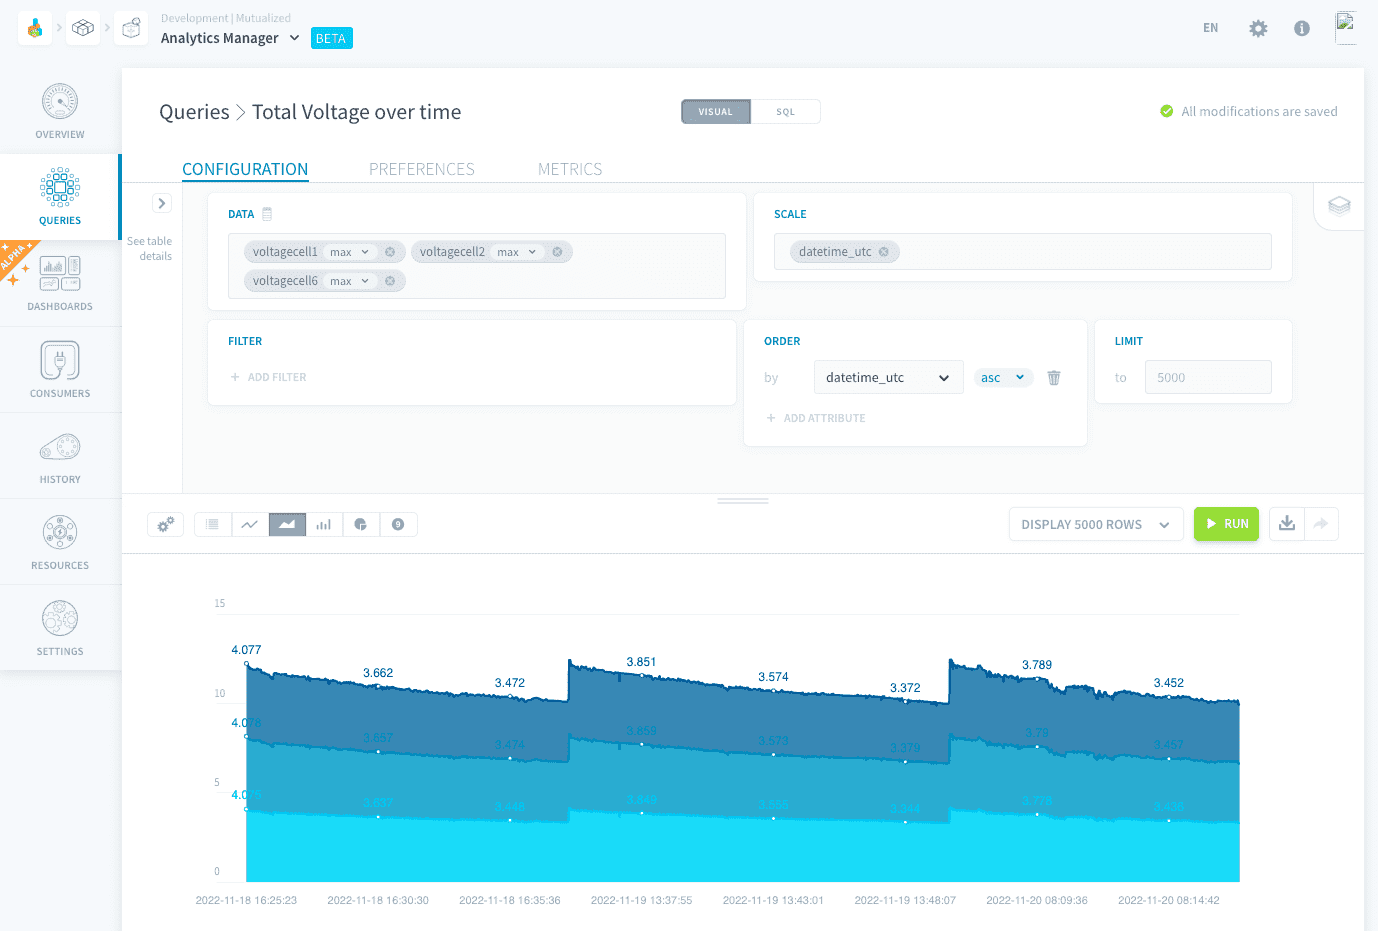 Development | Mutualized
Analytics Manager
BETA
EN
OVERVIEW
QUERIES
ALPHA
DASHBOARDS
CONSUMERS
HISTORY
RESOURCES
SETTINGS
Queries > Total Voltage over time
VISUAL
SQL
All modifications are saved
CONFIGURATION
PREFERENCES
METRICS
See table
details
DATA
voltagecell1 max
voltagecell2 max
voltagecell6 max
SCALE
datetime_utc
FILTER
+ ADD FILTER
ORDER
by datetime_utc asc
+ ADD ATTRIBUTE
LIMIT
to 5000
9
DISPLAY 5000 ROWS
RUN
15
10
5
0
4.077 3.662 3.472 3.851 3.574 3.372 3.789 3.452
4.078 3.657 3.474 3.859 3.573 3.379 3.79 3.457
4.075 3.637 3.446 3.849 3.555 3.344 3.778 3.436
2022-11-18 16:25:23 2022-11-18 16:30:30 2022-11-18 16:35:36 2022-11-19 13:37:55 2022-11-19 13:43:01 2022-11-19 13:48:07 2022-11-20 08:09:36 2022-11-20 08:14:42